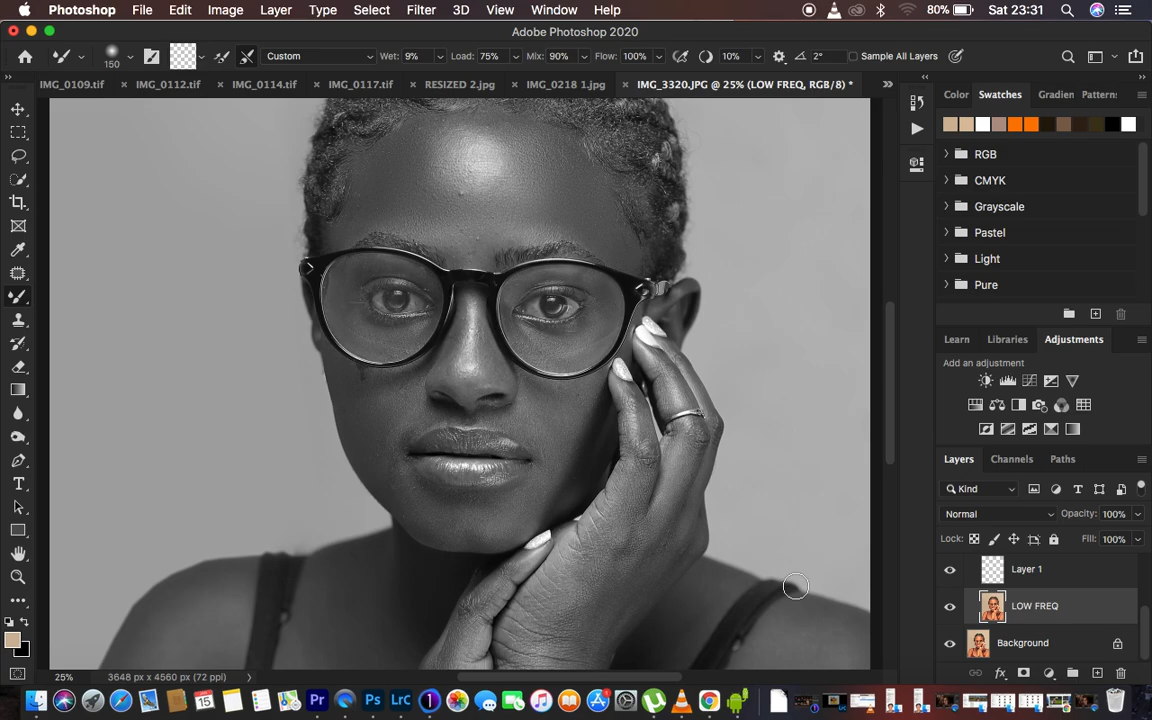 Photoshop File Edit Image Layer Type Select Filter 3D View Window Help 80% Sat 23:31
Adobe Photoshop 2020
150 Custom Wet: 9% Load: 75% Mix: 90% Flow: 100% 10% 2° Sample All Layers
IMG_0109.tif × IMG_0112.tif × IMG_0114.tif × IMG_0117.tif × RESIZED 2.jpg × IMG_0218 1.jpg × IMG_3320.JPG @ 25% (LOW FREQ, RGB/8) *
Color Swatches Gradien Pattern:
RGB
CMYK
Grayscale
Pastel
Light
Pure
Learn Libraries Adjustments
Add an adjustment
Layers Channels Paths
Kind
Normal Opacity: 100%
Lock: Fill: 100%
Layer 1
LOW FREQ
Background
25% 3648 px x 4560 px (72 ppi)
15 Pr Ps Lrc 1